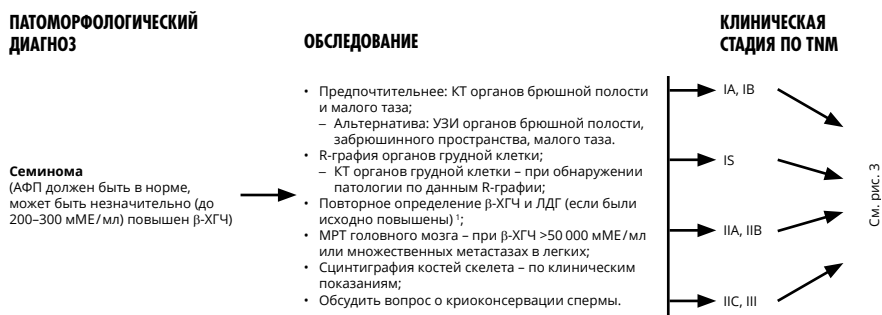 ПАТОМОРФОЛОГИЧЕСКИЙ
ДИАГНОЗ
ОБСЛЕДОВАНИЕ
КЛИНИЧЕСКАЯ
СТАДИЯ ПО TNM
Семинома
(АФП должен быть в норме,
может быть незначительно (до
200–300 мМЕ/мл) повышен β-ХГЧ)
• Предпочтительнее: КТ органов брюшной полости
и малого таза;
– Альтернатива: УЗИ органов брюшной полости,
забрюшинного пространства, малого таза.
• R-графия органов грудной клетки;
– КТ органов грудной клетки – при обнаружении
патологии по данным R-графии;
• Повторное определение β-ХГЧ и ЛДГ (если были
исходно повышены) ¹;
• МРТ головного мозга – при β-ХГЧ >50 000 мМЕ/мл
или множественных метастазах в легких;
• Сцинтиграфия костей скелета – по клиническим
показаниям;
• Обсудить вопрос о криоконсервации спермы.
IA, IB
IS
IIA, IIB
IIC, III
См. рис. 3